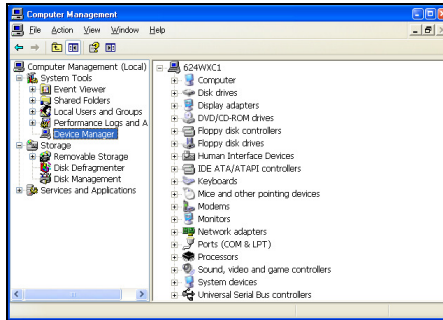 Computer Management
File Action View Window Help
Computer Management (Local)
System Tools
Event Viewer
Shared Folders
Local Users and Groups
Performance Logs and A
Device Manager
Storage
Removable Storage
Disk Defragmenter
Disk Management
Services and Applications
624WXC1
Computer
Disk drives
Display adapters
DVD/CD-ROM drives
Floppy disk controllers
Floppy disk drives
Human Interface Devices
IDE ATA/ATAPI controllers
Keyboards
Mice and other pointing devices
Modems
Monitors
Network adapters
Ports (COM & LPT)
Processors
Sound, video and game controllers
System devices
Universal Serial Bus controllers